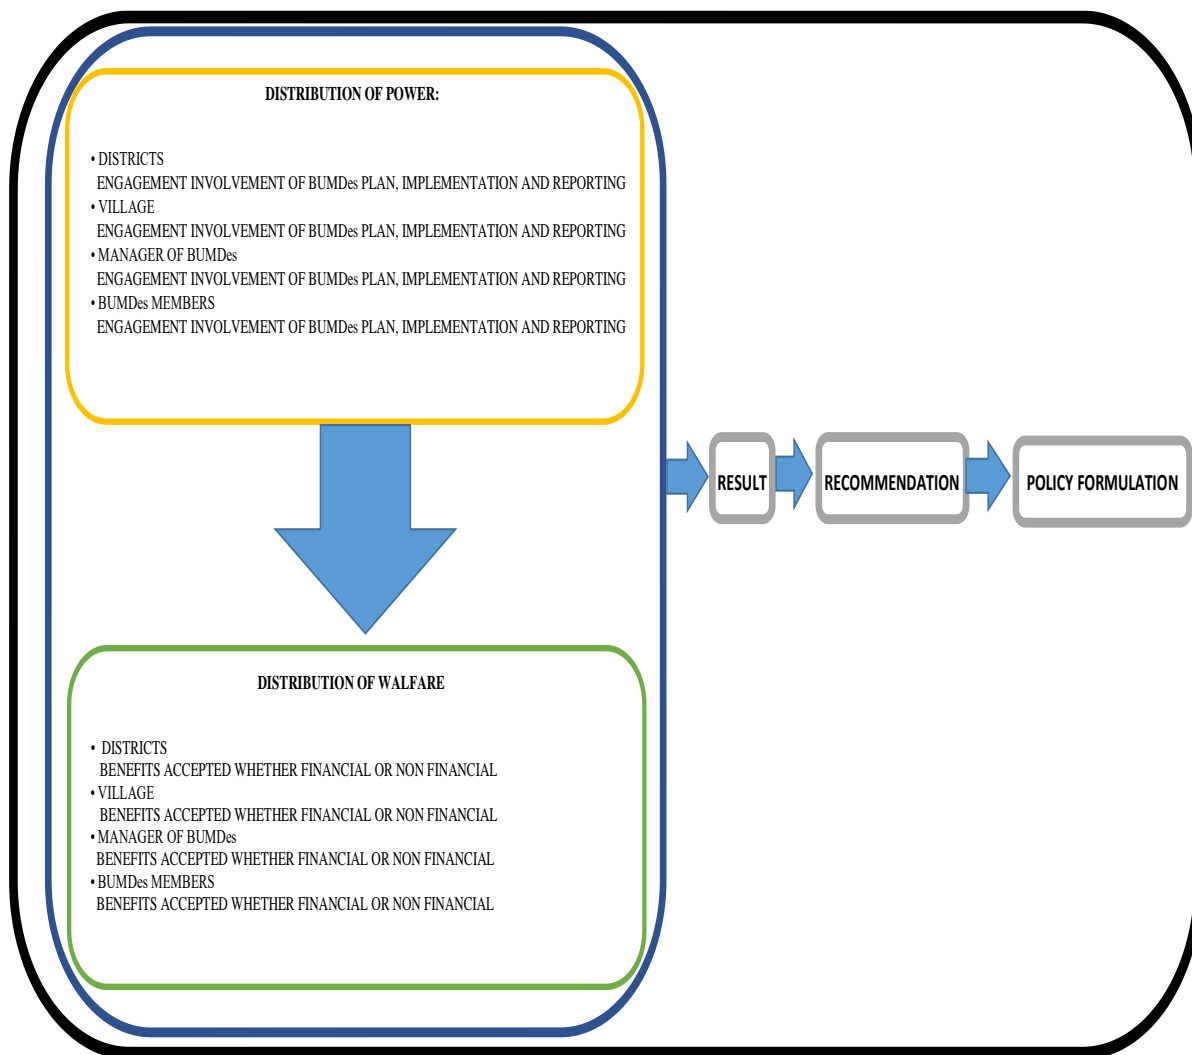 DISTRIBUTION OF POWER:
• DISTRICTS
ENGAGEMENT INVOLVEMENT OF BUMDes PLAN, IMPLEMENTATION AND REPORTING
• VILLAGE
ENGAGEMENT INVOLVEMENT OF BUMDes PLAN, IMPLEMENTATION AND REPORTING
• MANAGER OF BUMDes
ENGAGEMENT INVOLVEMENT OF BUMDes PLAN, IMPLEMENTATION AND REPORTING
• BUMDes MEMBERS
ENGAGEMENT INVOLVEMENT OF BUMDes PLAN, IMPLEMENTATION AND REPORTING
RESULT
RECOMMENDATION
POLICY FORMULATION
DISTRIBUTION OF WALFARE
• DISTRICTS
BENEFITS ACCEPTED WHETHER FINANCIAL OR NON FINANCIAL
• VILLAGE
BENEFITS ACCEPTED WHETHER FINANCIAL OR NON FINANCIAL
• MANAGER OF BUMDes
BENEFITS ACCEPTED WHETHER FINANCIAL OR NON FINANCIAL
• BUMDes MEMBERS
BENEFITS ACCEPTED WHETHER FINANCIAL OR NON FINANCIAL